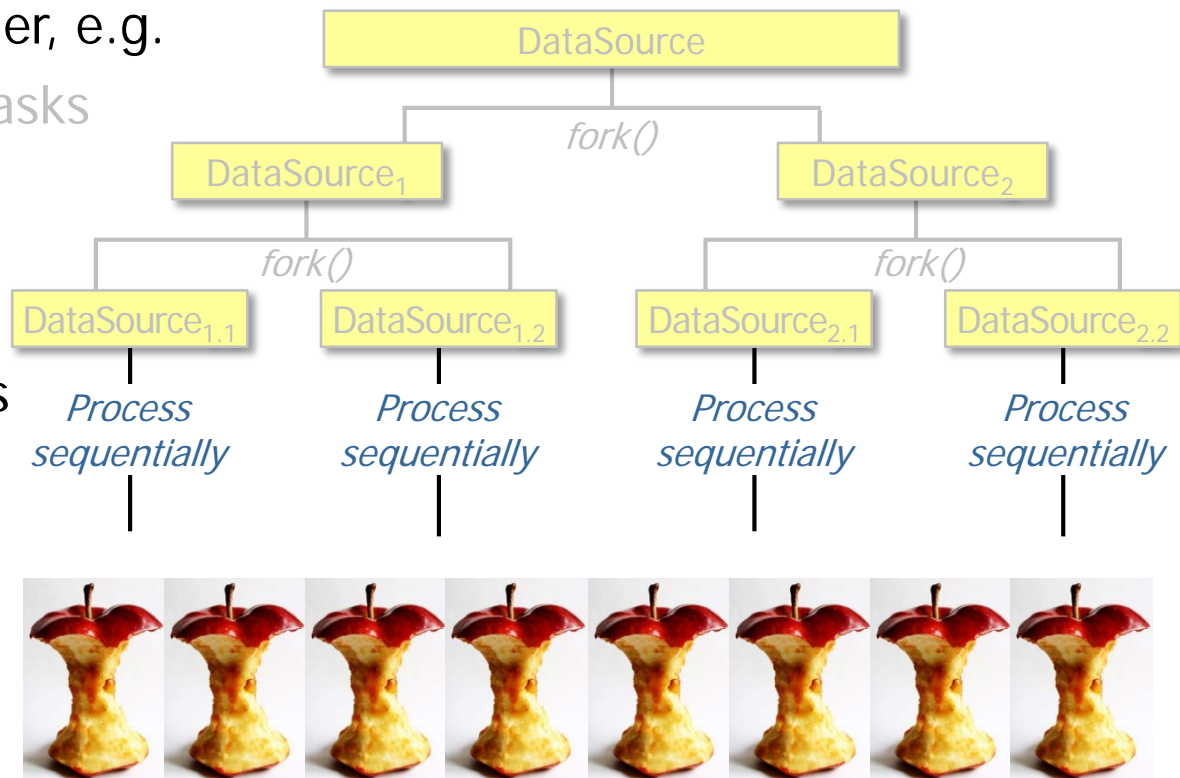 er, e.g.
DataSource
asks
fork()
DataSource₁ DataSource₂
fork() fork()
DataSource₁.₁ DataSource₁.₂ DataSource₂.₁ DataSource₂.₂
s
Process Process Process Process
sequentially sequentially sequentially sequentially